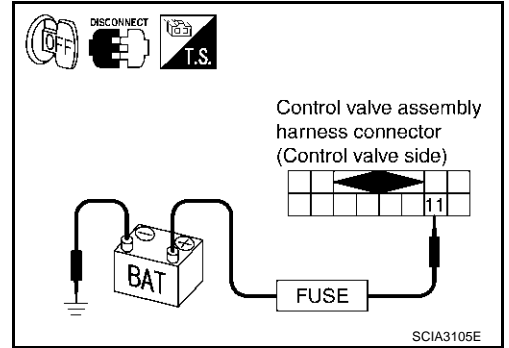 OFF
DISCONNECT
T.S.
Control valve assembly
harness connector
(Control valve side)
11
BAT
FUSE
SCIA3105E